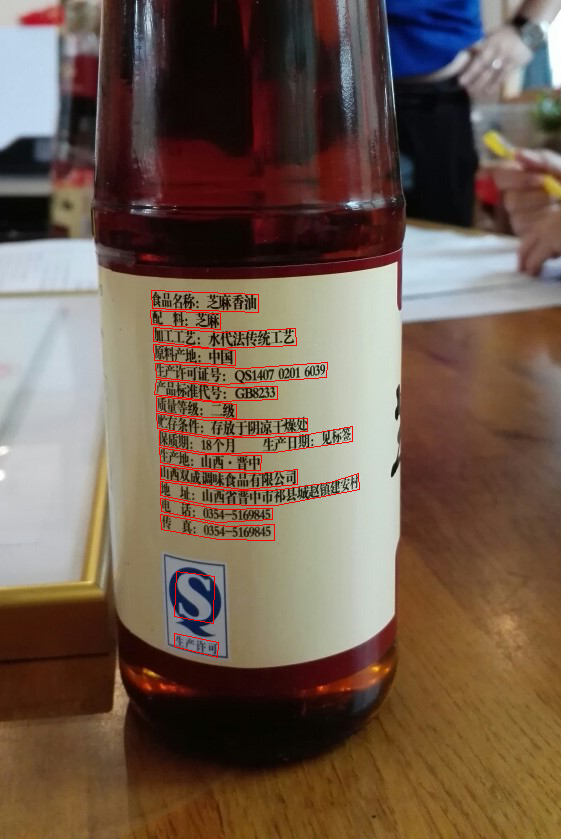 食品名称：芝麻香油
配　料：芝麻
加工工艺：水代法传统工艺
原料产地：中国
生产许可证号：QS1407 0201 6039
产品标准代号：GB8233
质量等级：二级
贮存条件：存放于阴凉干燥处
保质期：18个月　生产日期：见标签
生产地：山西·晋中
山西双成调味食品有限公司
地　址：山西省晋中市祁县城赵镇建安村
电　话：0354-5169845
传　真：0354-5169845
S
生产许可